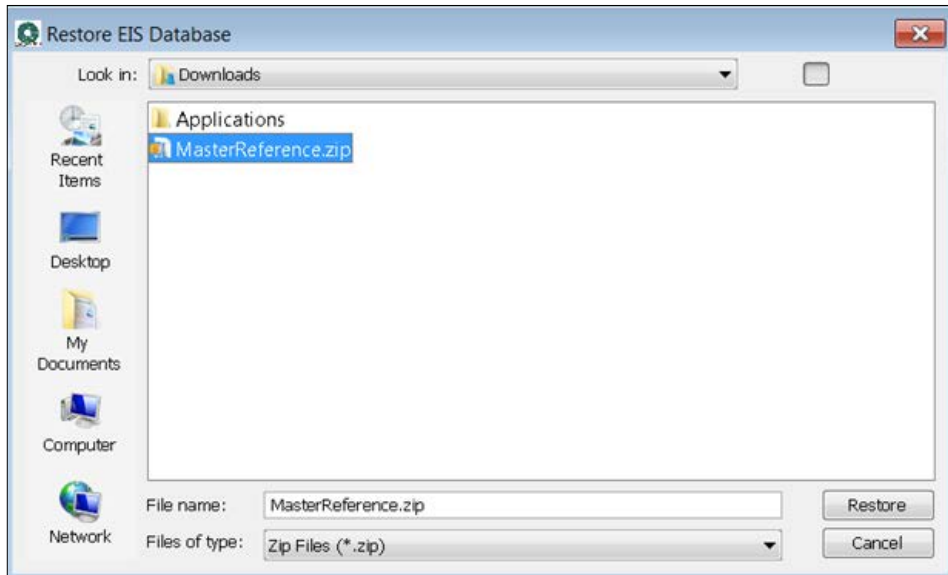 Restore EIS Database
Look in:
Downloads
Recent
Items
Desktop
My
Documents
Computer
Network
Applications
MasterReference.zip
File name:
MasterReference.zip
Restore
Files of type:
Zip Files (*.zip)
Cancel